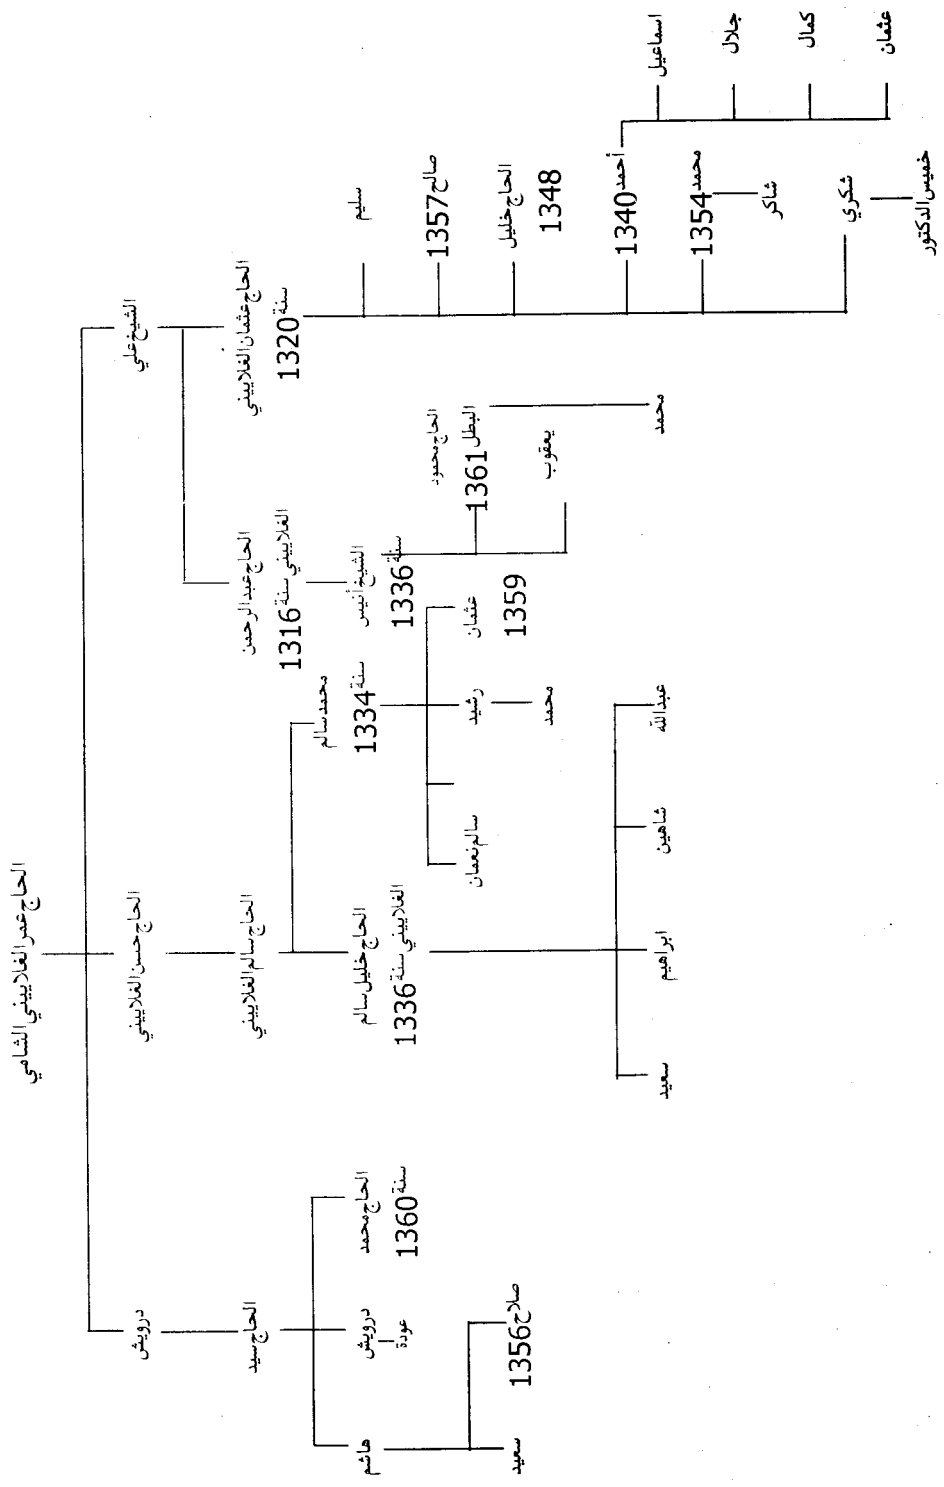 الحاج عمر الغلاييني الشامي
الشيخ علي
الحاج حسن الغلاييني
درويش
الحاج عثمان الغلاييني
سنة 1320
الحاج عبد الرحمن
الغلاييني سنة 1316
الحاج سالم الغلاييني
الحاج سيد
سليم
صالح 1357
الحاج خليل
1348
أحمد 1340
محمد 1354
شاكر
شكري
خميس الدكتور
اسماعيل
جلال
كمال
عثمان
الشيخ أنيس
سنة 1336
الحاج محمود
البطل 1361
يعقوب
محمد
محمد سالم
سنة 1334
عثمان
1359
رشيد
محمد
سالم نعمان
الحاج خليل سالم
الغلاييني سنة 1336
عبدالله
شاهين
ابراهيم
سعيد
الحاج محمد
سنة 1360
درويش
عودة
هاشم
صلاح 1356
سعيد